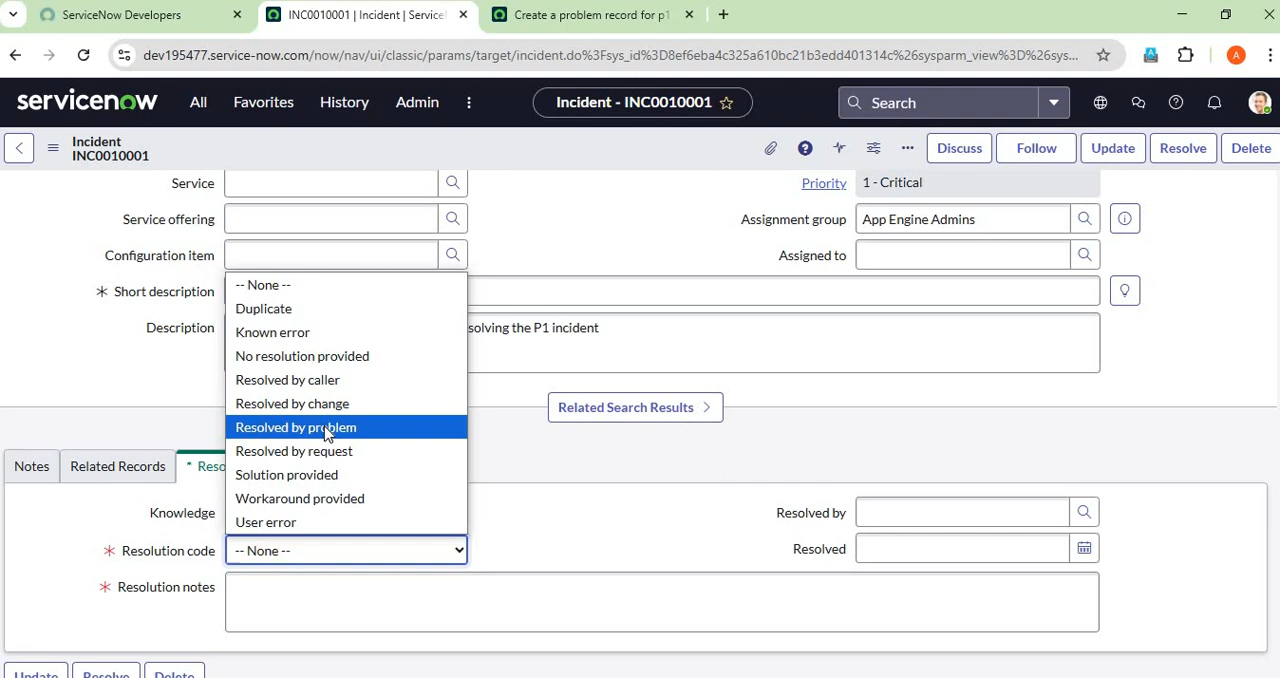 ServiceNow Developers
INC0010001 | Incident | Service
Create a problem record for p1
dev195477.service-now.com/now/nav/ui/classic/params/target/incident.do%3Fsys_id%3D8ef6eba4c325a610bc21b3edd401314c%26sysparm_view%3D%26sys...
A
servicenow
All
Favorites
History
Admin
Incident - INC0010001
Search
Incident
INC0010001
Discuss
Follow
Update
Resolve
Delete
Service
Priority
1 - Critical
Service offering
Assignment group
App Engine Admins
Configuration item
Assigned to
-- None --
* Short description
Duplicate
Description
solving the P1 incident
Known error
No resolution provided
Resolved by caller
Resolved by change
Related Search Results
Resolved by problem
Resolved by request
Notes
Related Records
* Reso
Solution provided
Workaround provided
Knowledge
Resolved by
User error
* Resolution code
-- None --
Resolved
* Resolution notes
Update
Resolve
Delete